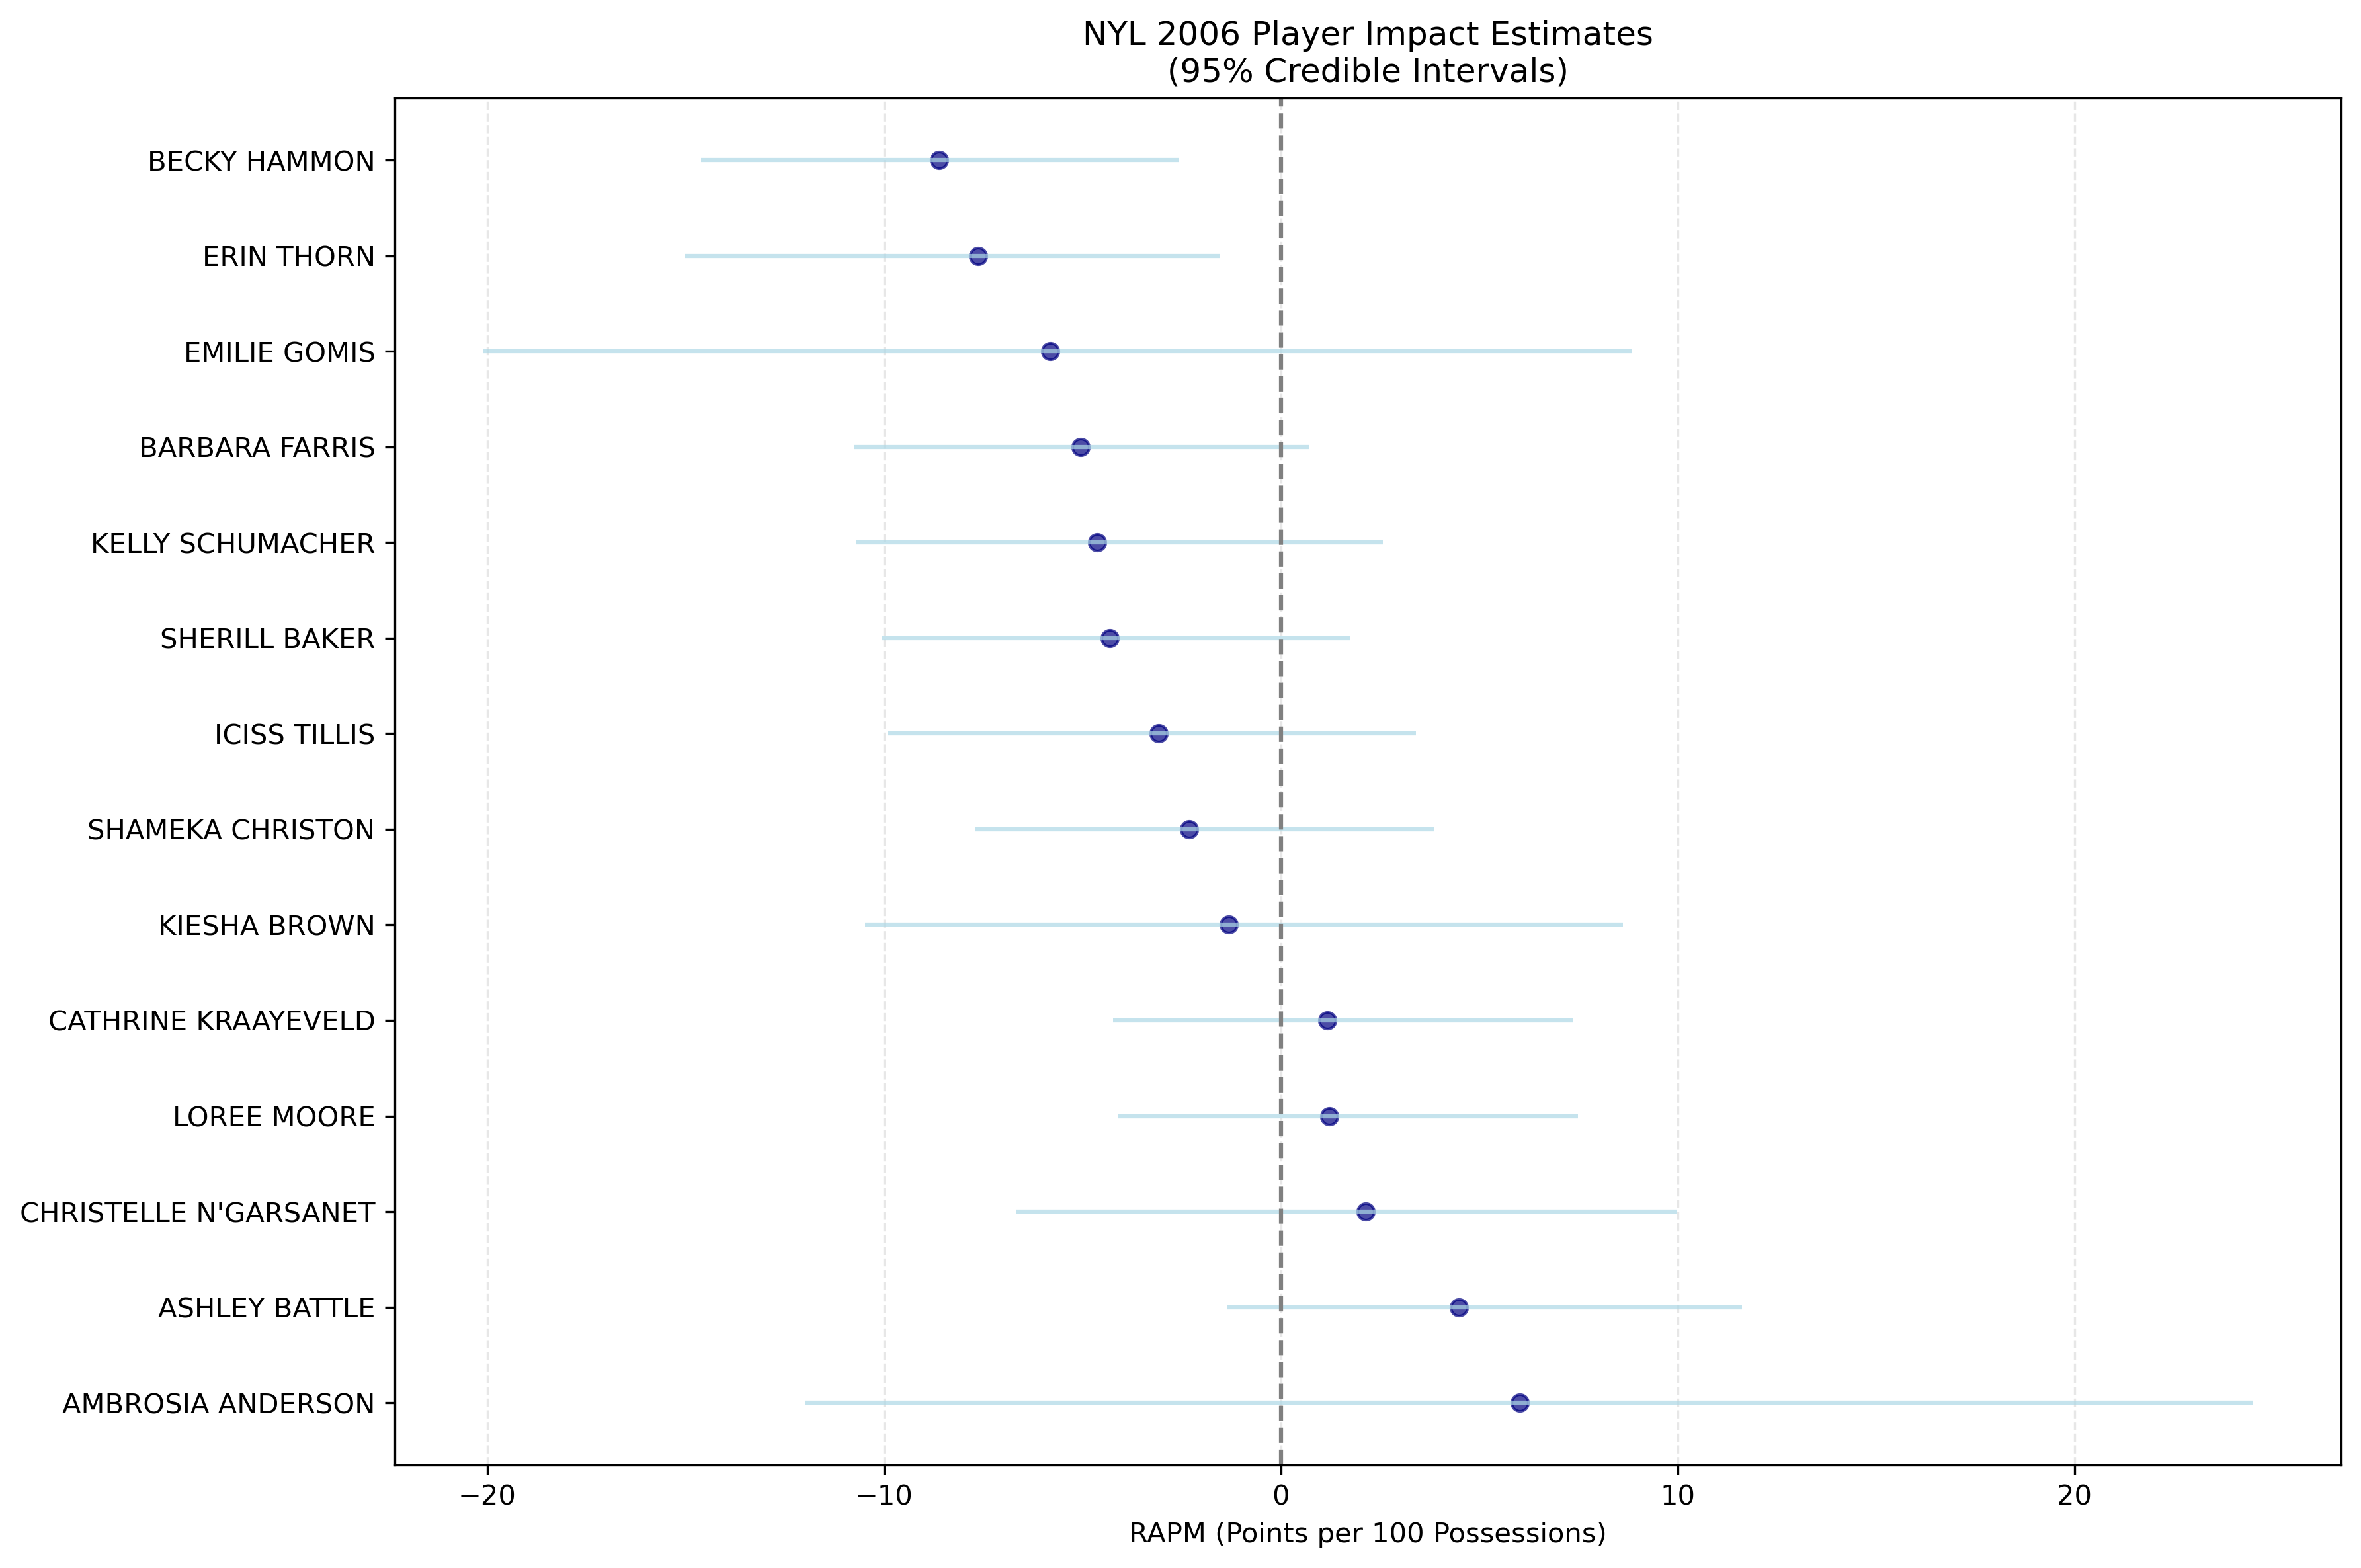 NYL 2006 Player Impact Estimates
(95% Credible Intervals)
BECKY HAMMON
ERIN THORN
EMILIE GOMIS
BARBARA FARRIS
KELLY SCHUMACHER
SHERILL BAKER
ICISS TILLIS
SHAMEKA CHRISTON
KIESHA BROWN
CATHRINE KRAAYEVELD
LOREE MOORE
CHRISTELLE N'GARSANET
ASHLEY BATTLE
AMBROSIA ANDERSON
−20 −10 0 10 20
RAPM (Points per 100 Possessions)